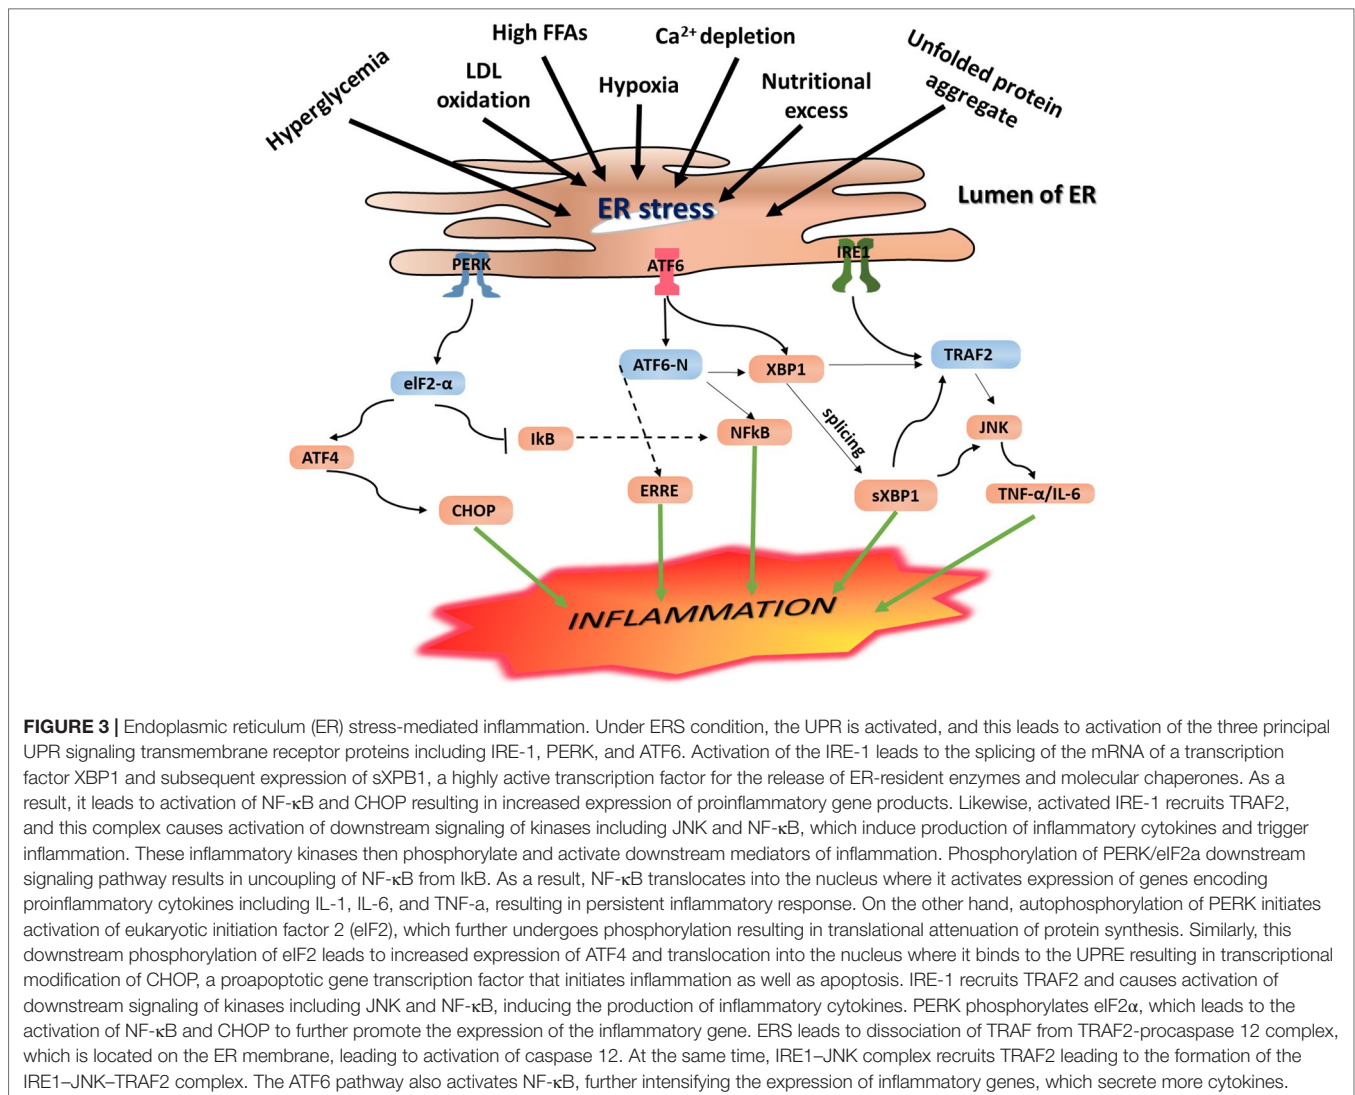 High FFAs
Ca2+ depletion
Unfolded protein
aggregate
Hyperglycemia
LDL
oxidation
Hypoxia
Nutritional
excess
ER stress
Lumen of ER
PERK
ATF6
IRE1
ATF6-N
XBP1
TRAF2
eIF2-α
splicing
IkB
NFkB
JNK
ATF4
ERRE
sXBP1
TNF-α/IL-6
CHOP
INFLAMMATION
FIGURE 3 | Endoplasmic reticulum (ER) stress-mediated inflammation. Under ERS condition, the UPR is activated, and this leads to activation of the three principal
UPR signaling transmembrane receptor proteins including IRE-1, PERK, and ATF6. Activation of the IRE-1 leads to the splicing of the mRNA of a transcription
factor XBP1 and subsequent expression of sXPB1, a highly active transcription factor for the release of ER-resident enzymes and molecular chaperones. As a
result, it leads to activation of NF-κB and CHOP resulting in increased expression of proinflammatory gene products. Likewise, activated IRE-1 recruits TRAF2,
and this complex causes activation of downstream signaling of kinases including JNK and NF-κB, which induce production of inflammatory cytokines and trigger
inflammation. These inflammatory kinases then phosphorylate and activate downstream mediators of inflammation. Phosphorylation of PERK/eIF2a downstream
signaling pathway results in uncoupling of NF-κB from IkB. As a result, NF-κB translocates into the nucleus where it activates expression of genes encoding
proinflammatory cytokines including IL-1, IL-6, and TNF-a, resulting in persistent inflammatory response. On the other hand, autophosphorylation of PERK initiates
activation of eukaryotic initiation factor 2 (eIF2), which further undergoes phosphorylation resulting in translational attenuation of protein synthesis. Similarly, this
downstream phosphorylation of eIF2 leads to increased expression of ATF4 and translocation into the nucleus where it binds to the UPRE resulting in transcriptional
modification of CHOP, a proapoptotic gene transcription factor that initiates inflammation as well as apoptosis. IRE-1 recruits TRAF2 and causes activation of
downstream signaling of kinases including JNK and NF-κB, inducing the production of inflammatory cytokines. PERK phosphorylates eIF2α, which leads to the
activation of NF-κB and CHOP to further promote the expression of the inflammatory gene. ERS leads to dissociation of TRAF from TRAF2-procaspase 12 complex,
which is located on the ER membrane, leading to activation of caspase 12. At the same time, IRE1–JNK complex recruits TRAF2 leading to the formation of the
IRE1–JNK–TRAF2 complex. The ATF6 pathway also activates NF-κB, further intensifying the expression of inflammatory genes, which secrete more cytokines.